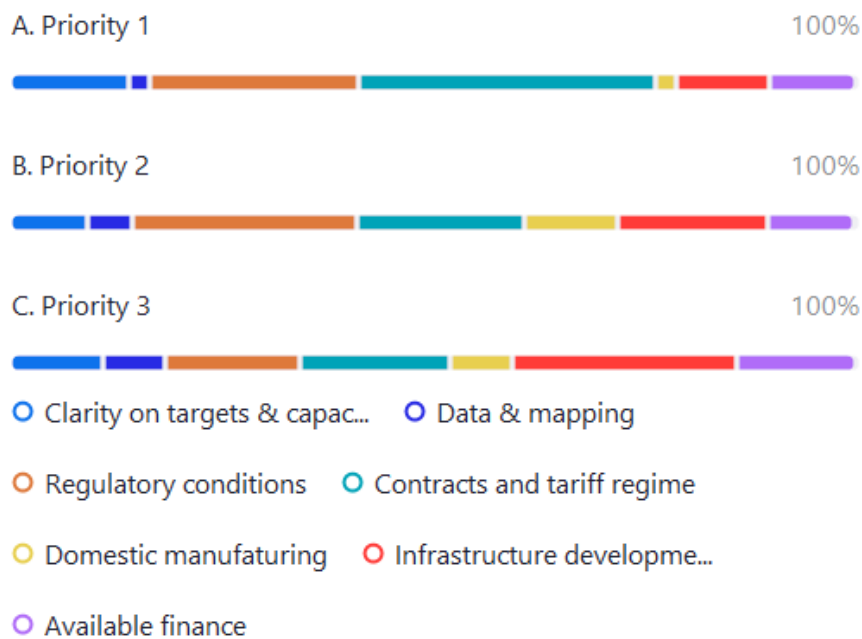 A. Priority 1 100%
B. Priority 2 100%
C. Priority 3 100%
Clarity on targets & capac... Data & mapping
Regulatory conditions Contracts and tariff regime
Domestic manufaturing Infrastructure developme...
Available finance